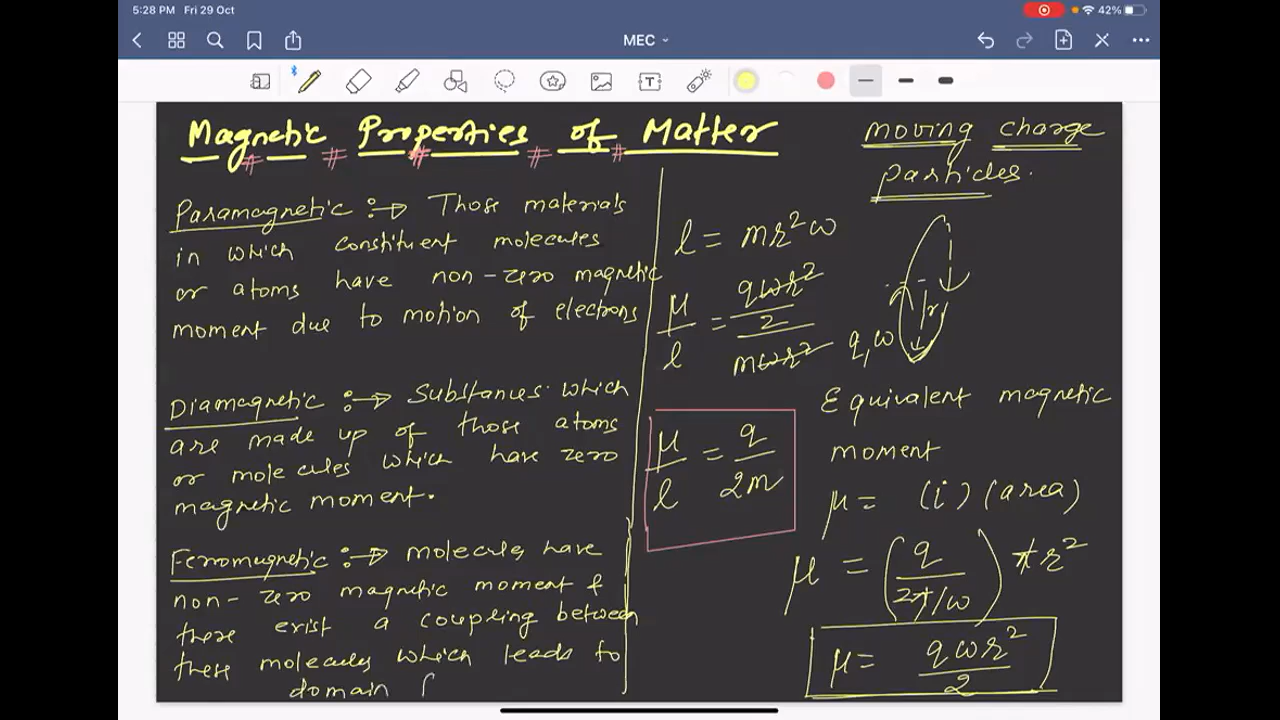 5:28 PM Fri 29 Oct
42%
MEC
Magnetic Properties of Matter
Paramagnetic :→ Those materials
in which constituent molecules
or atoms have non-zero magnetic
moment due to motion of electrons
Diamagnetic :→ Substances which
are made up of those atoms
or molecules which have zero
magnetic moment.
Ferromagnetic :→ molecules have
non-zero magnetic moment &
there exist a coupling between
these molecules which leads to
domain f
l = mr²ω
μ/l = (qωr²/2)/(mωr²)
μ/l = q/2m
moving charge
particles.
r
q, ω
Equivalent magnetic
moment
μ = (i) (area)
μ = (q/(2π/ω)) πr²
μ = qωr²/2